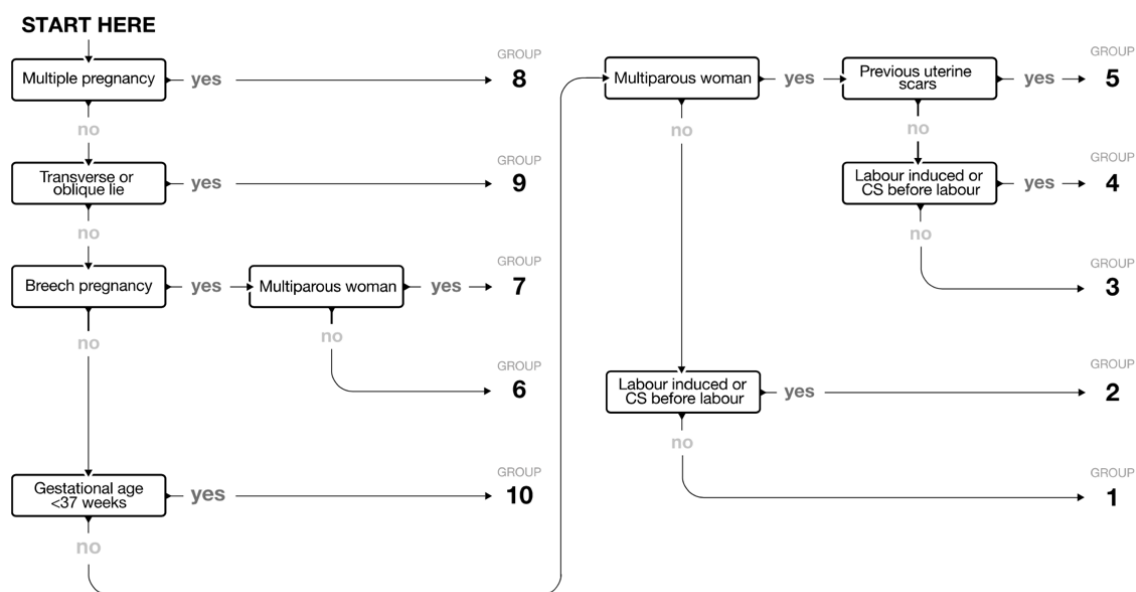 START HERE
Multiple pregnancy
yes
GROUP
8
no
Transverse or
oblique lie
yes
GROUP
9
no
Breech pregnancy
yes
Multiparous woman
yes
GROUP
7
no
no
GROUP
6
Gestational age
<37 weeks
yes
GROUP
10
no
Multiparous woman
yes
Previous uterine
scars
yes
GROUP
5
no
no
Labour induced or
CS before labour
yes
GROUP
4
no
GROUP
3
Labour induced or
CS before labour
yes
GROUP
2
no
GROUP
1